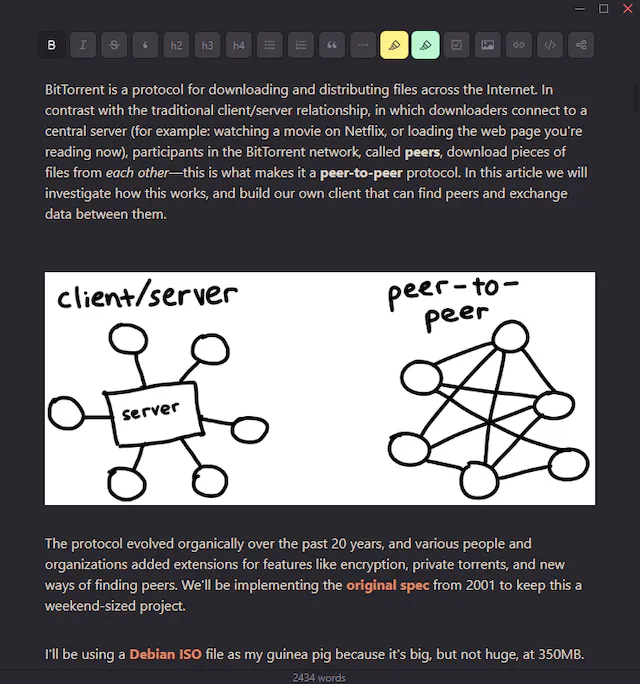 B I S h2 h3 h4
BitTorrent is a protocol for downloading and distributing files across the Internet. In
contrast with the traditional client/server relationship, in which downloaders connect to a
central server (for example: watching a movie on Netflix, or loading the web page you're
reading now), participants in the BitTorrent network, called peers, download pieces of
files from each other—this is what makes it a peer-to-peer protocol. In this article we will
investigate how this works, and build our own client that can find peers and exchange
data between them.
client/server
server
peer-to-
peer
The protocol evolved organically over the past 20 years, and various people and
organizations added extensions for features like encryption, private torrents, and new
ways of finding peers. We'll be implementing the original spec from 2001 to keep this a
weekend-sized project.
I'll be using a Debian ISO file as my guinea pig because it's big, but not huge, at 350MB.
2434 words